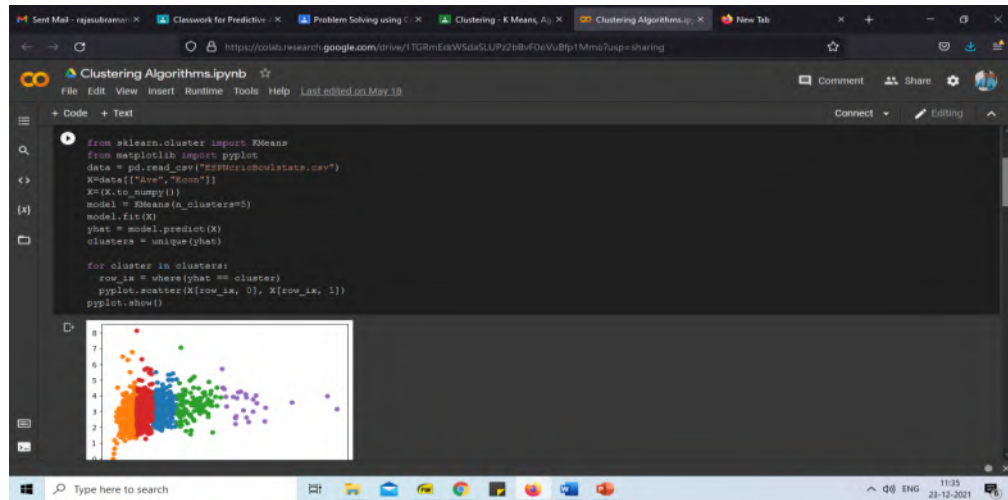 Sent Mail - rajasubraman
Classwork for Predictive
Problem Solving using C
Clustering - K Means, Ag
Clustering Algorithms.ip
New Tab
https://colab.research.google.com/drive/
?usp=sharing
CO
Clustering Algorithms.ipynb
File Edit View Insert Runtime Tools Help Last edited on May 18
Comment
Share
+ Code + Text
Connect
Editing
from sklearn.cluster import KMeans
from matplotlib import pyplot
data = pd.read_csv("ESPNcricBowlstats.csv")
X=data[["Ave","Econ"]]
X=(X.to_numpy())
model = KMeans(n_clusters=5)
model.fit(X)
yhat = model.predict(X)
clusters = unique(yhat)
for cluster in clusters:
row_ix = where(yhat == cluster)
pyplot.scatter(X[row_ix, 0], X[row_ix, 1])
pyplot.show()
{x}
8
7
6
5
4
3
2
1
Type here to search
ENG
11:35
23-12-2021